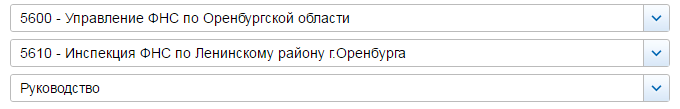 5600 - Управление ФНС по Оренбургской области
5610 - Инспекция ФНС по Ленинскому району г.Оренбурга
Руководство